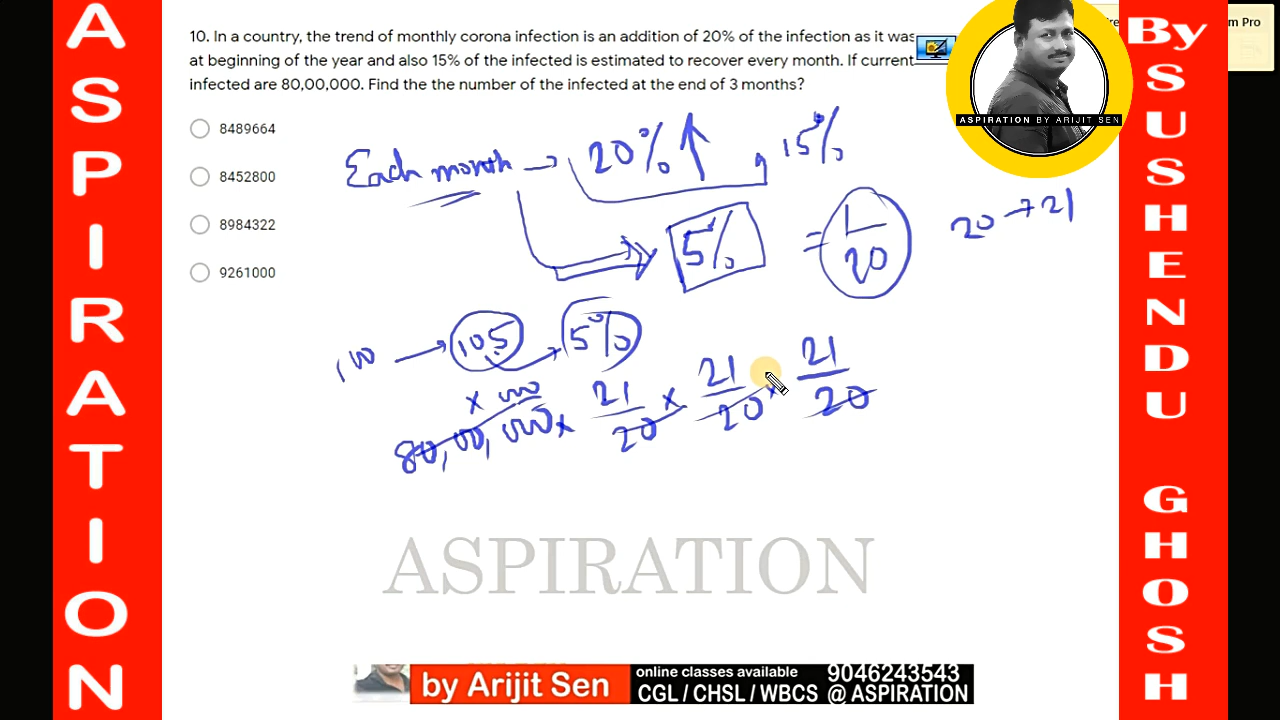 ASPIRATION
10. In a country, the trend of monthly corona infection is an addition of 20% of the infection as it was
at beginning of the year and also 15% of the infected is estimated to recover every month. If current
infected are 80,00,000. Find the the number of the infected at the end of 3 months?
8489664
8452800
8984322
9261000
Each month → 20% ↑ 15%
5% = 1/20 20 → 21
100 → 105 5%
× 1000
80,00,000 × 21/20 × 21/20 × 21/20
ASPIRATION
by Arijit Sen
online classes available 9046243543
CGL / CHSL / WBCS @ ASPIRATION
ASPIRATION BY ARIJIT SEN
m Pro
By SUSHENDU GHOSH